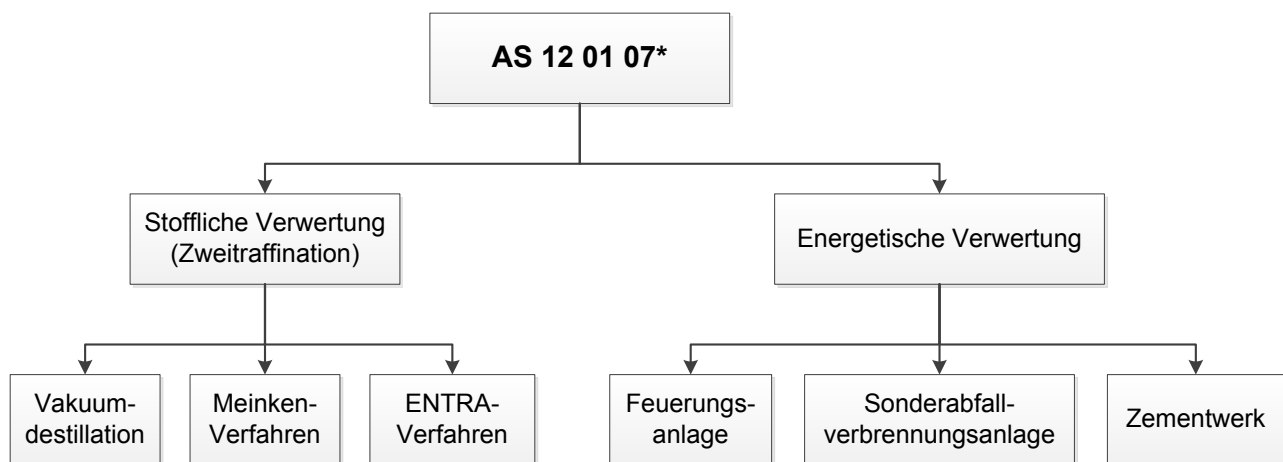 AS 12 01 07*
Stoffliche Verwertung
(Zweitraffination)
Energetische Verwertung
Vakuum-
destillation
Meinken-
Verfahren
ENTRA-
Verfahren
Feuerungs-
anlage
Sonderabfall-
verbrennungsanlage
Zementwerk